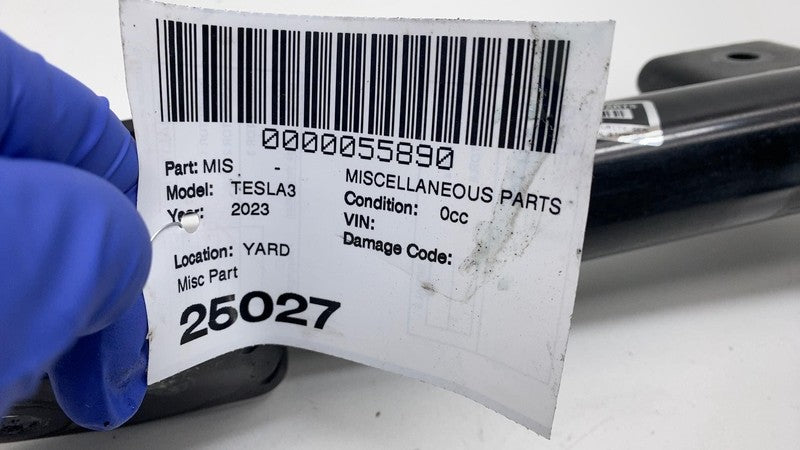 0000055890
Part: MIS -
MISCELLANEOUS PARTS
Model: TESLA3
Condition: 0cc
Year: 2023
VIN:
Damage Code:
Location: YARD
Misc Part
25027